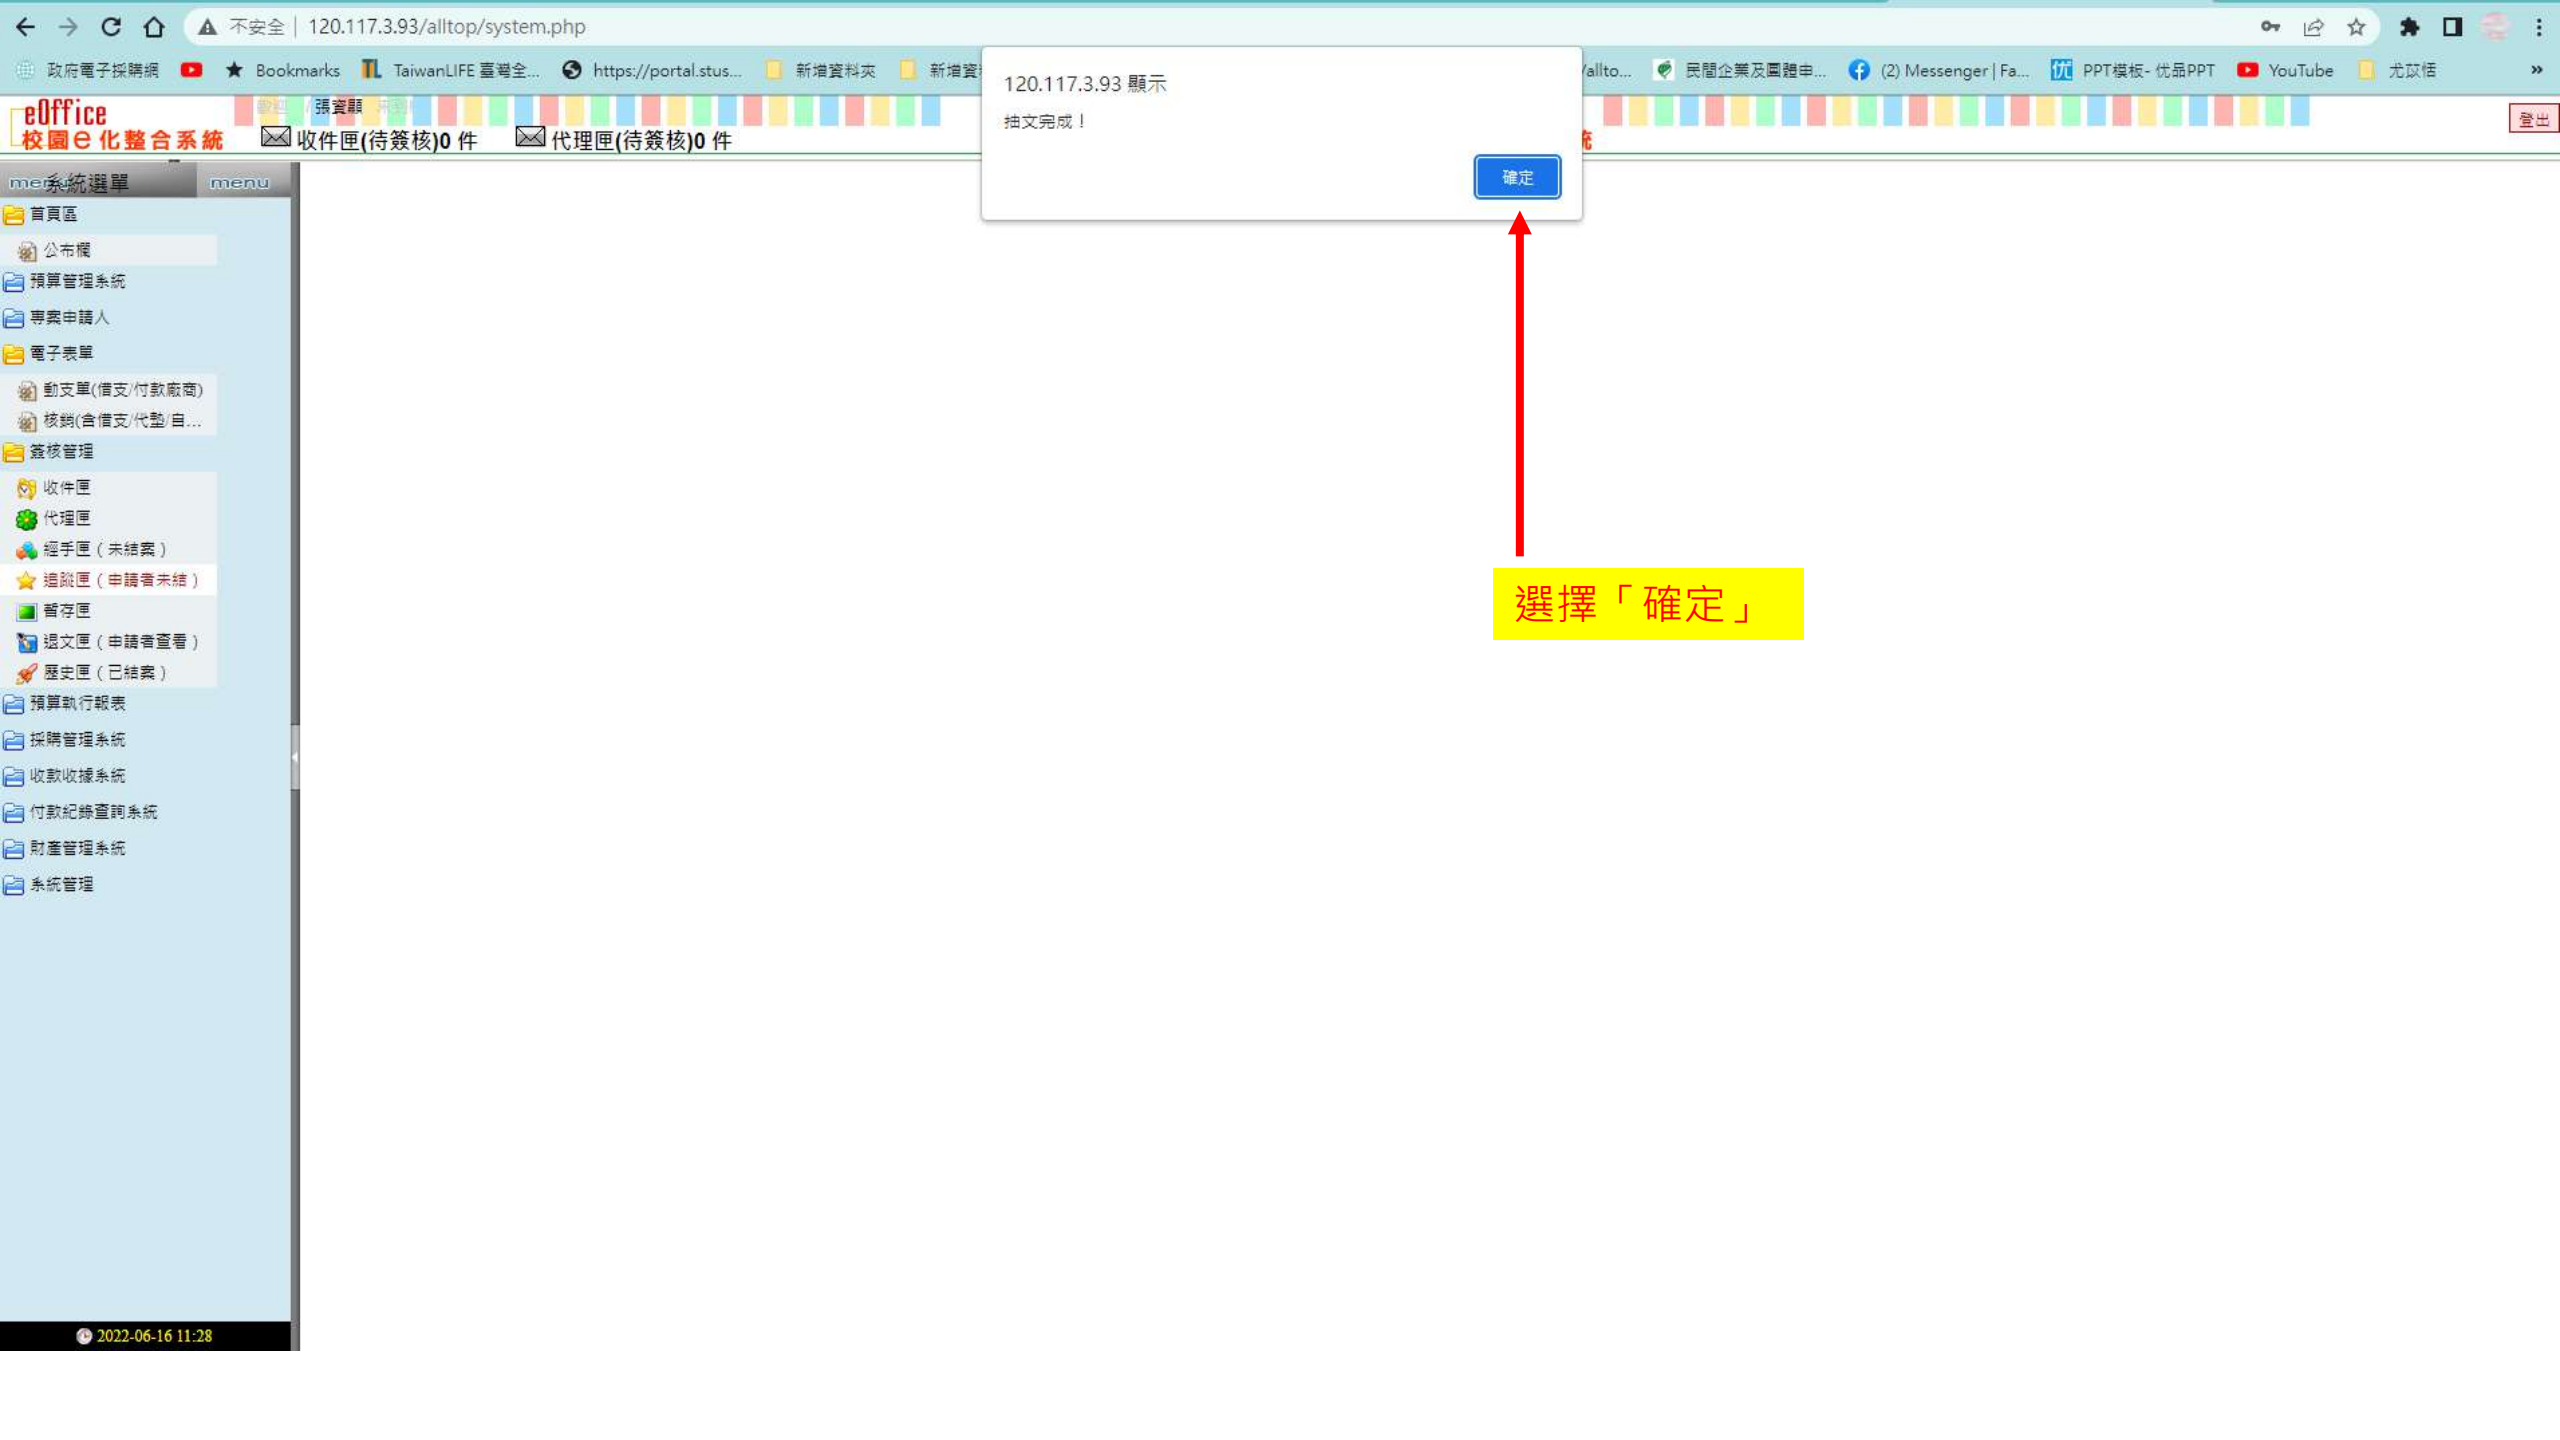 不安全 | 120.117.3.93/alltop/system.php
政府電子採購網 Bookmarks TaiwanLIFE 臺灣全... https://portal.stus... 新增資料夾 新增資 /allto... 民間企業及團體申... (2) Messenger | Fa... PPT模板- 优品PPT YouTube 尤苡恬 »
120.117.3.93 顯示
抽文完成！
確定
eOffice
校園e化整合系統
收件匣(待簽核)0 件 代理匣(待簽核)0 件
統
登出
系統選單 menu
首頁區
公布欄
預算管理系統
專案申請人
電子表單
動支單(借支/付款廠商)
核銷(含借支/代墊/自...
簽核管理
收件匣
代理匣
經手匣(未結案)
追蹤匣(申請者未結)
暫存匣
退文匣(申請者查看)
歷史匣(已結案)
預算執行報表
採購管理系統
收款收據系統
付款紀錄查詢系統
財產管理系統
系統管理
選擇「確定」
2022-06-16 11:28